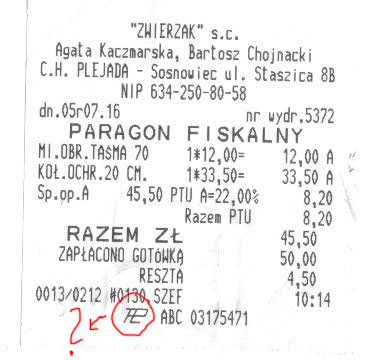 "ZWIERZAK" s.c.
Agata Kaczmarska, Bartosz Chojnacki
C.H. PLEJADA - Sosnowiec ul. Staszica 8B
NIP 634-250-80-58
dn.05r07.16 nr wydr.5372
PARAGON FISKALNY
MI.OBR.TAŚMA 70 1*12,00= 12,00 A
KOŁ.OCHR.20 CM. 1*33,50= 33,50 A
Sp.op.A 45,50 PTU A=22,00% 8,20
Razem PTU 8,20
RAZEM ZŁ 45,50
ZAPŁACONO GOTÓWKĄ 50,00
RESZTA 4,50
0013/0212 #0130 SZEF 10:14
? ABC 03175471